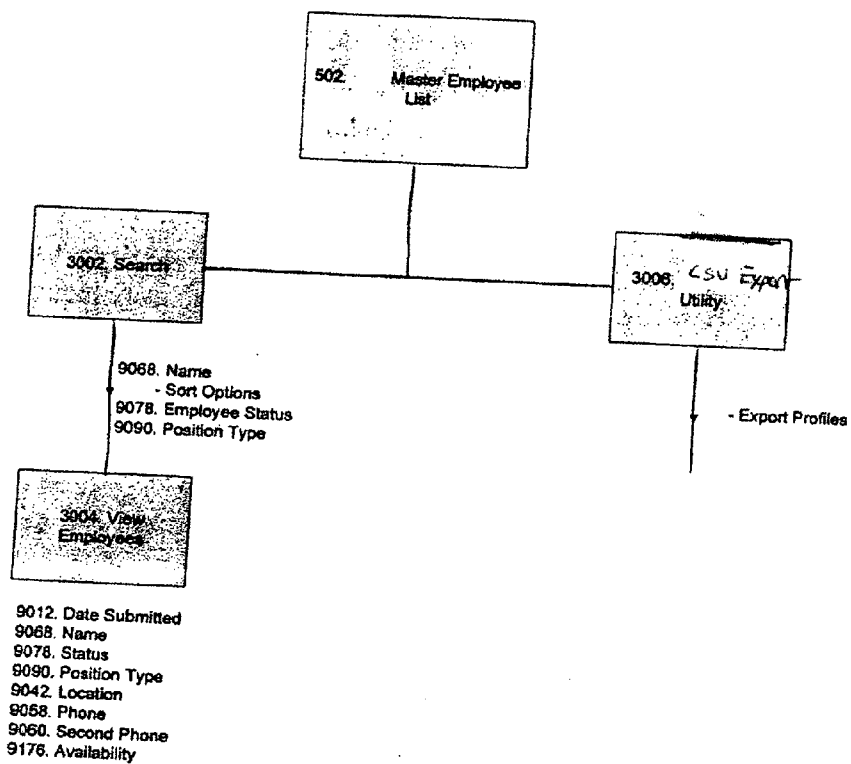 502. Master Employee
List
3002. Search
3006. CSV Export
Utility
9068. Name
- Sort Options
9078. Employee Status
9090. Position Type
- Export Profiles
3004. View
Employees
9012. Date Submitted
9068. Name
9078. Status
9090. Position Type
9042. Location
9058. Phone
9060. Second Phone
9176. Availability